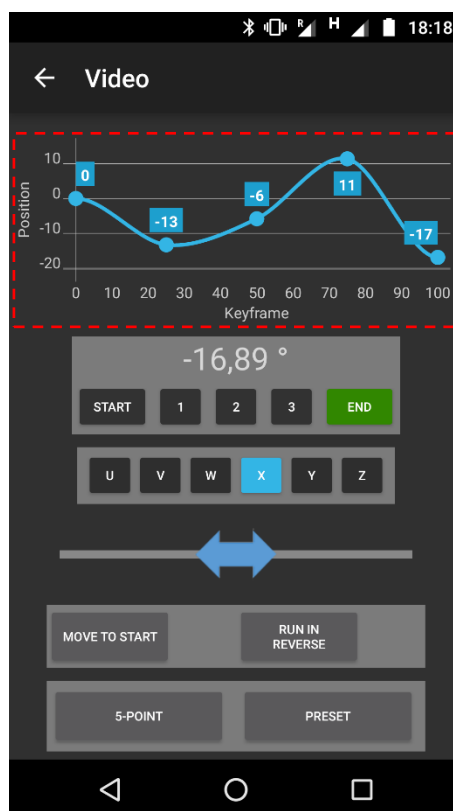 R H 18:18
Video
10
0
-10
-20
Position
0
-13
-6
11
-17
0 10 20 30 40 50 60 70 80 90 100
Keyframe
-16,89 °
START 1 2 3 END
U V W X Y Z
MOVE TO START
RUN IN
REVERSE
5-POINT PRESET